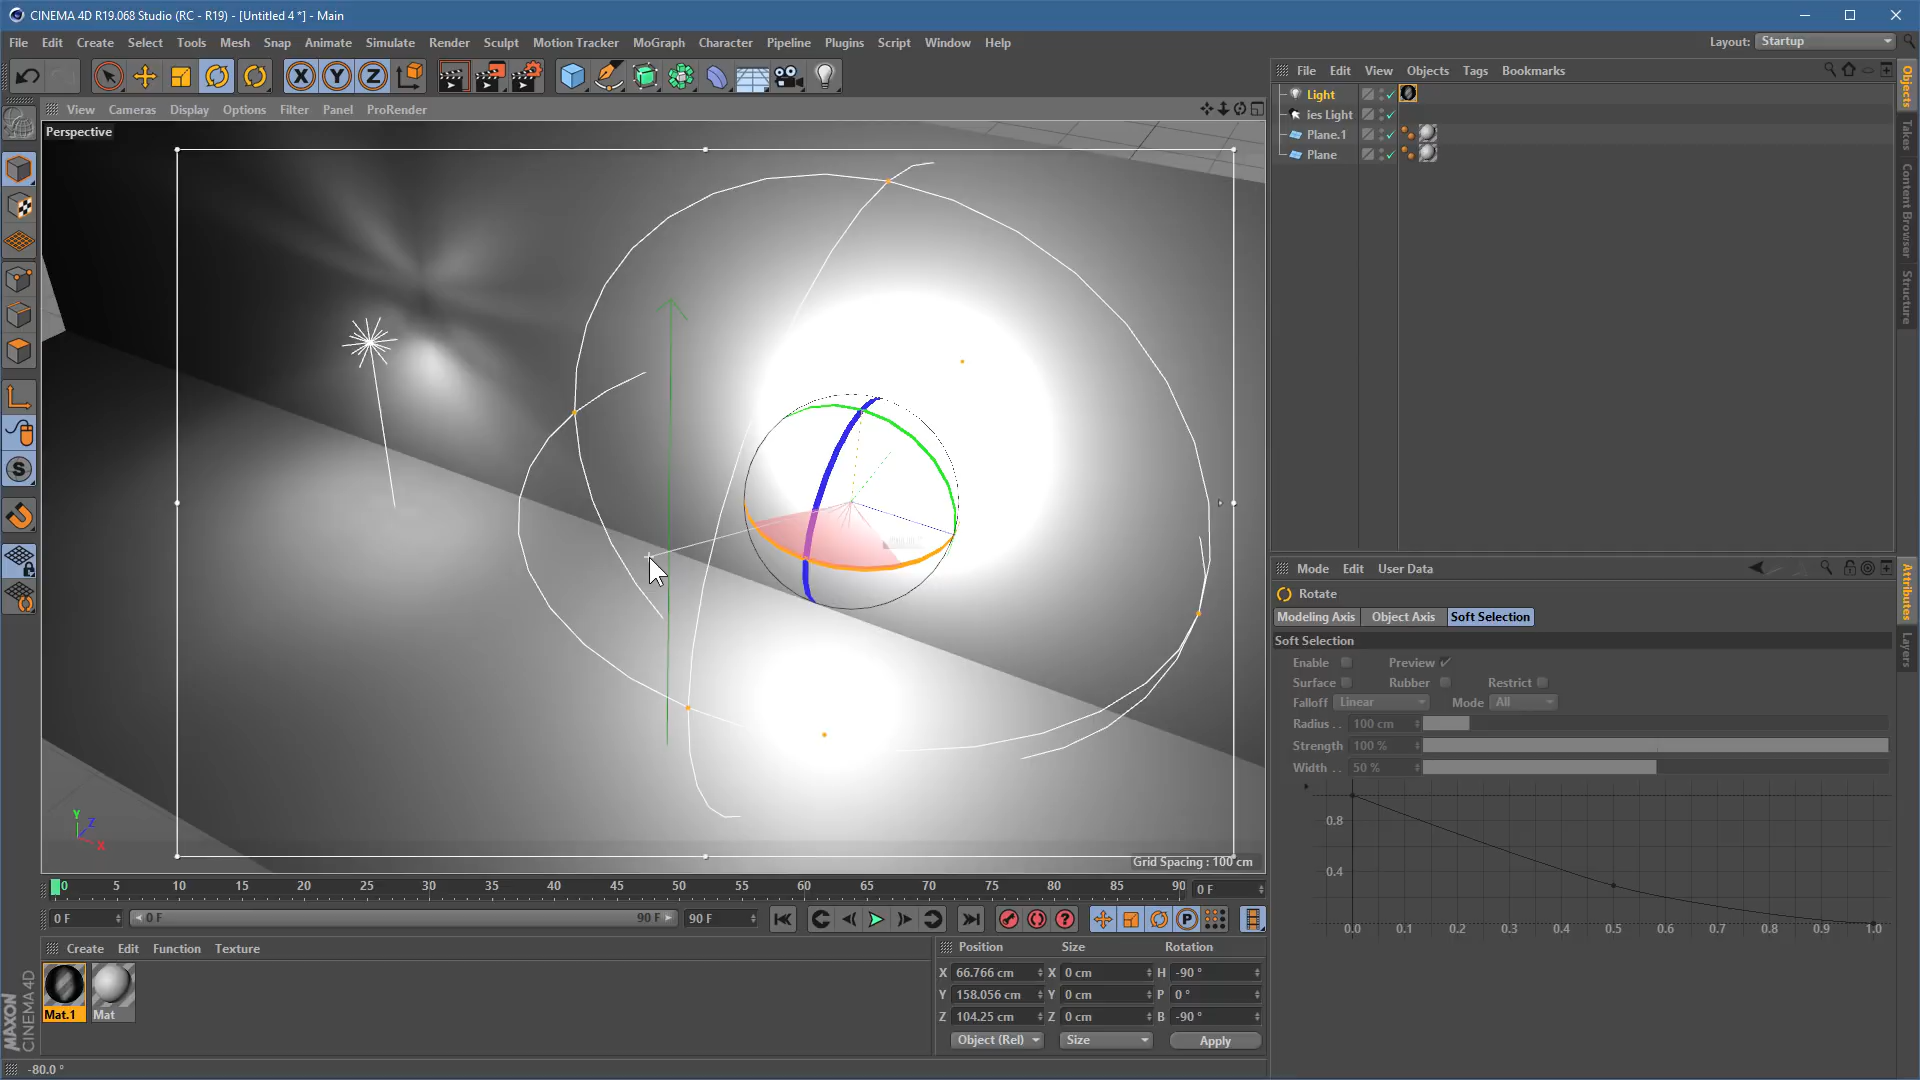 CINEMA 4D R19.068 Studio (RC - R19) - [Untitled 4 *] - Main
File Edit Create Select Tools Mesh Snap Animate Simulate Render Sculpt Motion Tracker MoGraph Character Pipeline Plugins Script Window Help
Layout: Startup
File Edit View Objects Tags Bookmarks
Light
ies Light
Plane.1
Plane
Objects
Takes
Content Browser
Structure
View Cameras Display Options Filter Panel ProRender
Perspective
Grid Spacing : 100 cm
Y
Z
X
0 5 10 15 20 25 30 35 40 45 50 55 60 65 70 75 80 85 90
0 F
0 F
0 F
90 F
90 F
Create Edit Function Texture
Mat.1
Mat
MAXON
CINEMA 4D
Position Size Rotation
X 66.766 cm X 0 cm H -90 °
Y 158.056 cm Y 0 cm P 0 °
Z 104.25 cm Z 0 cm B -90 °
Object (Rel) Size Apply
-80.0 °
Mode Edit User Data
Rotate
Modeling Axis Object Axis Soft Selection
Soft Selection
Enable Preview
Surface Rubber Restrict
Falloff Linear Mode All
Radius . . 100 cm
Strength 100 %
Width . . 50 %
0.8
0.4
0.0 0.1 0.2 0.3 0.4 0.5 0.6 0.7 0.8 0.9 1.0
Attributes
Layers